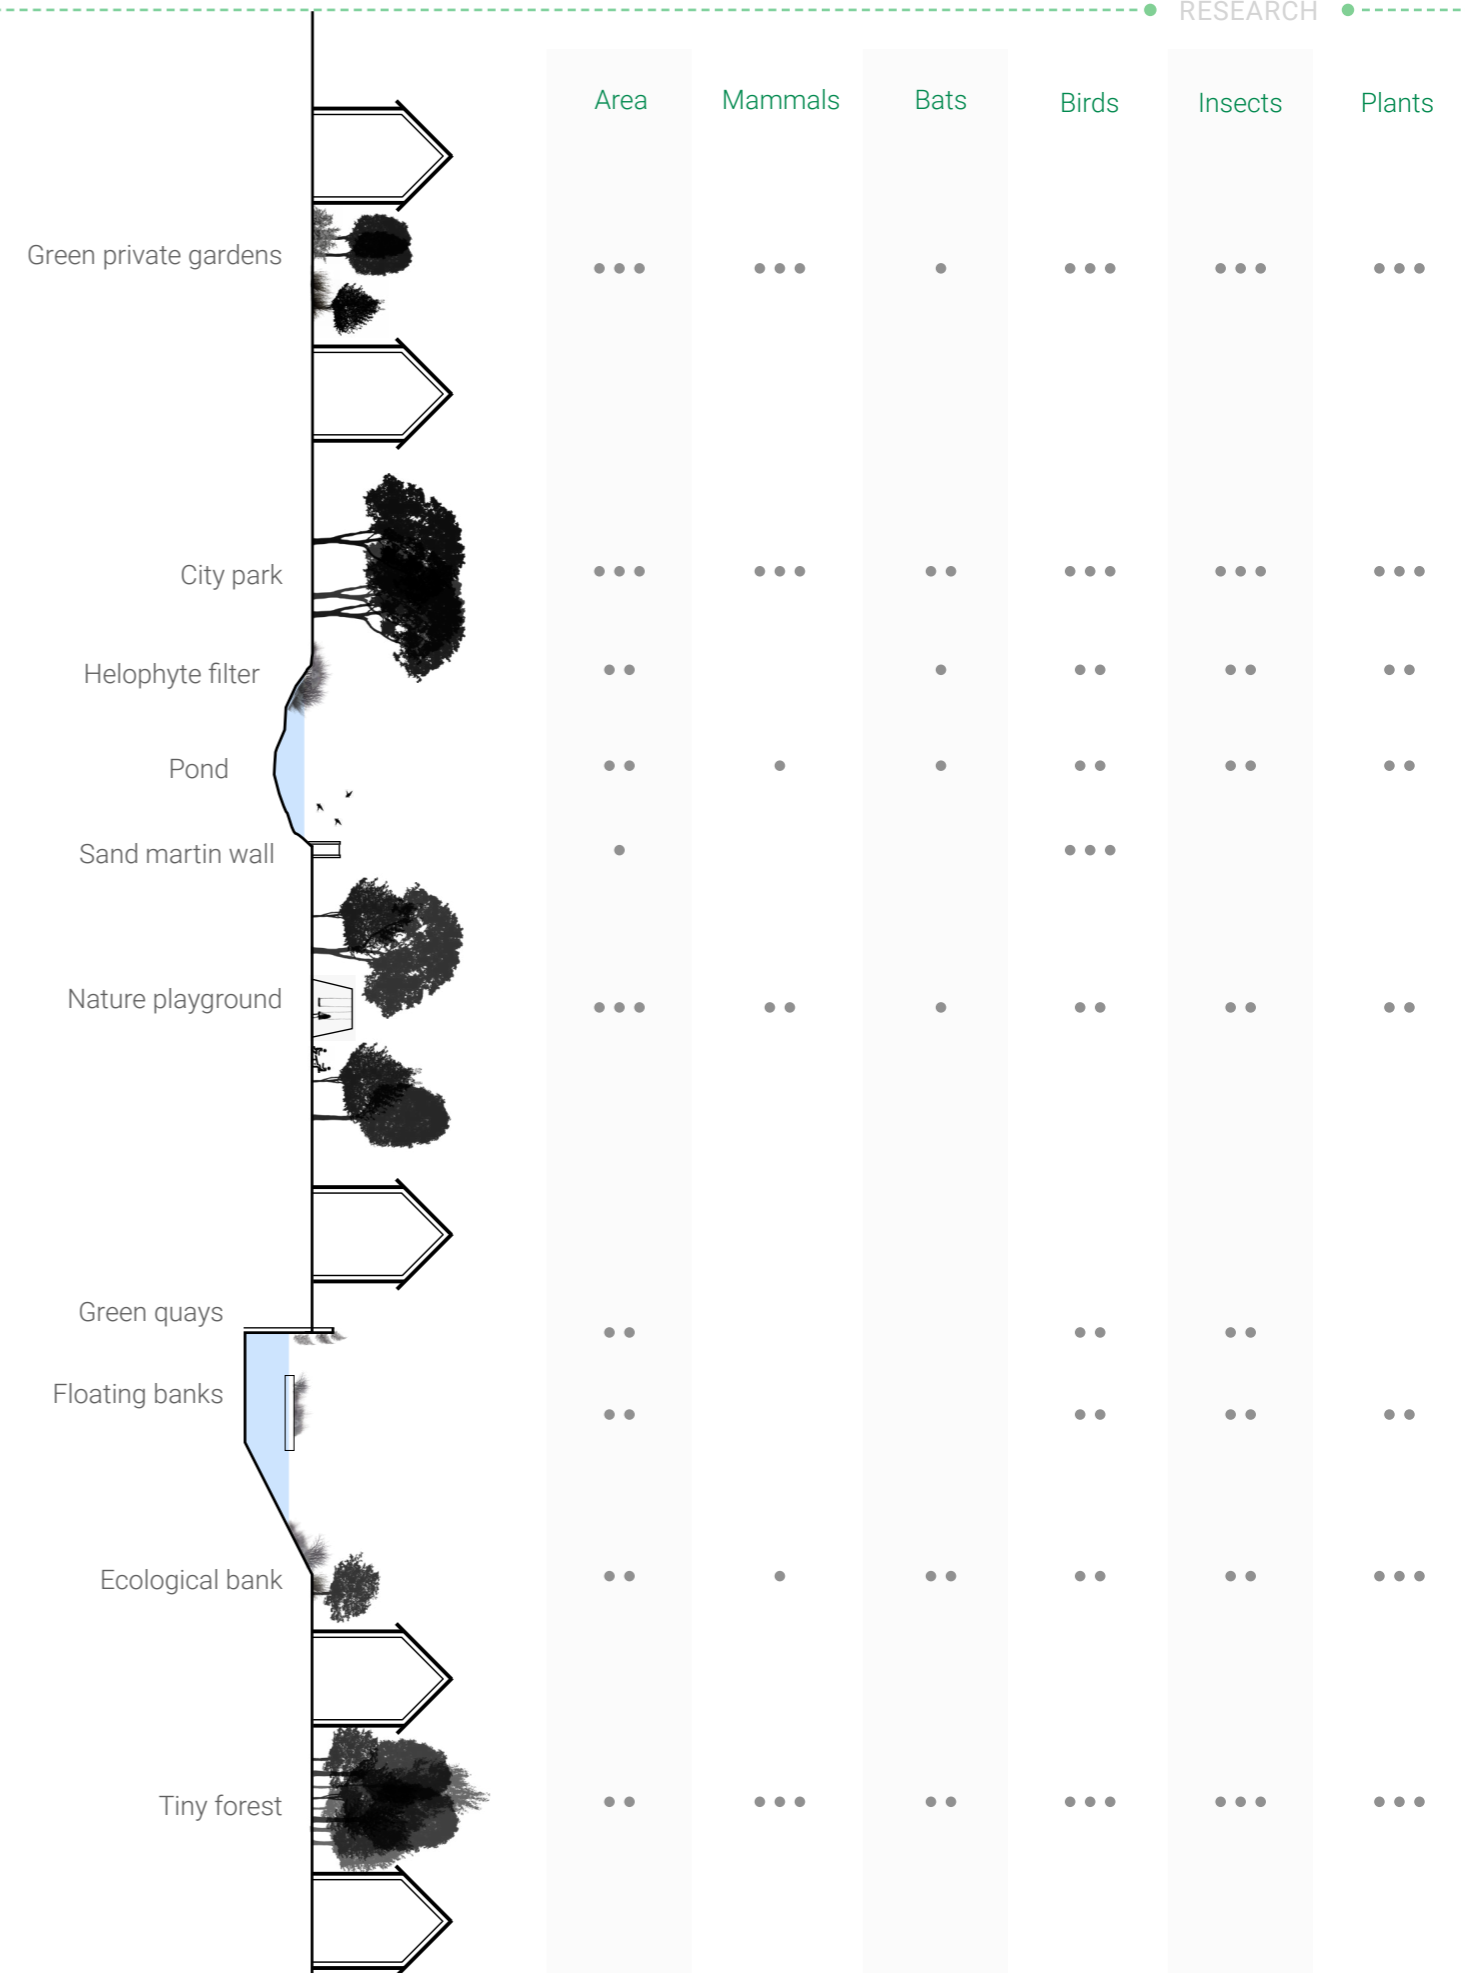 RESEARCH
Area Mammals Bats Birds Insects Plants
Green private gardens
City park
Helophyte filter
Pond
Sand martin wall
Nature playground
Green quays
Floating banks
Ecological bank
Tiny forest